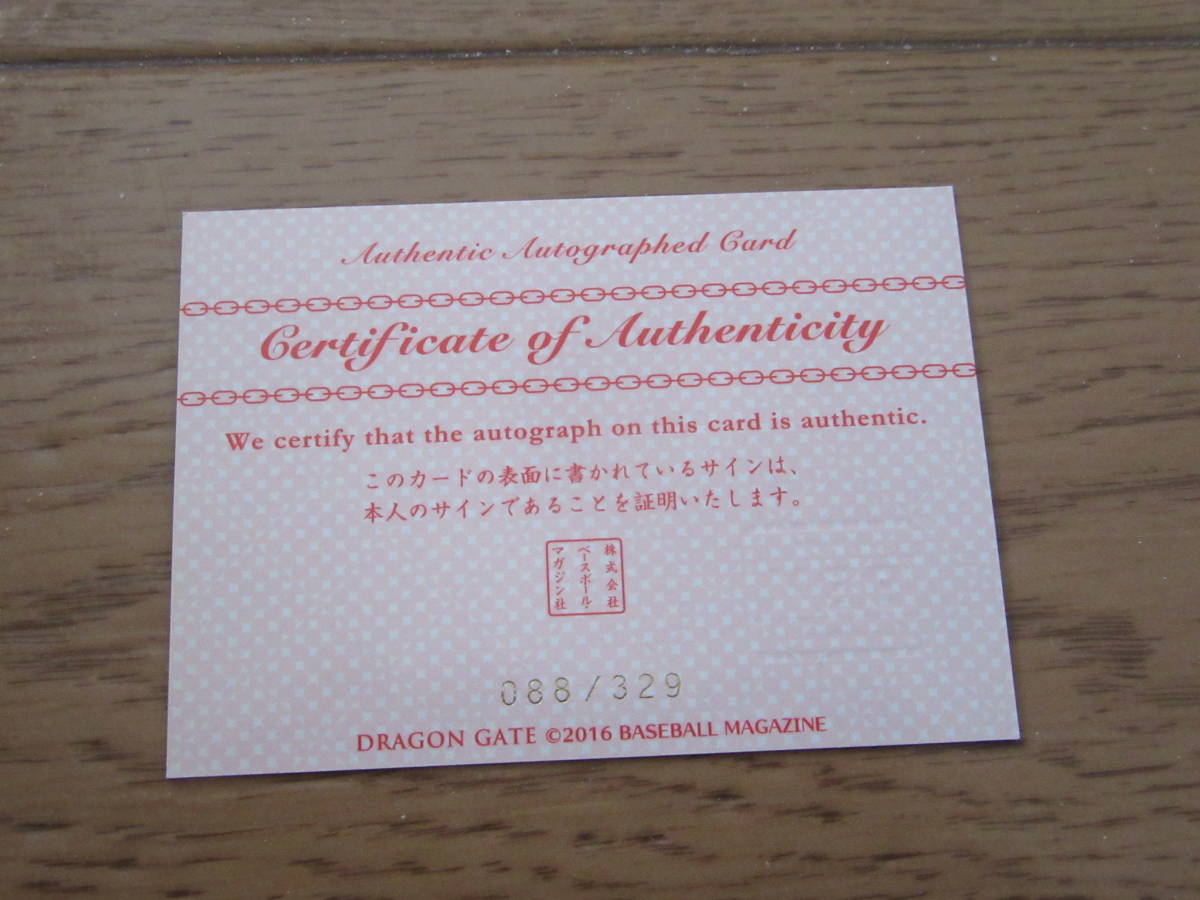 Authentic Autographed Card
Certificate of Authenticity
We certify that the autograph on this card is authentic.
このカードの表面に書かれているサインは、
本人のサインであることを証明いたします。
株式会社
ベースボール・
マガジン社
088/329
DRAGON GATE ©2016 BASEBALL MAGAZINE